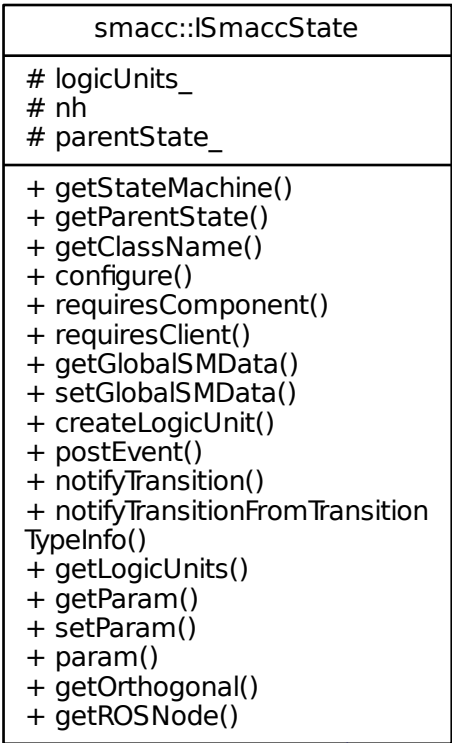 smacc::ISmaccState
# logicUnits_
# nh
# parentState_
+ getStateMachine()
+ getParentState()
+ getClassName()
+ configure()
+ requiresComponent()
+ requiresClient()
+ getGlobalSMData()
+ setGlobalSMData()
+ createLogicUnit()
+ postEvent()
+ notifyTransition()
+ notifyTransitionFromTransition
TypeInfo()
+ getLogicUnits()
+ getParam()
+ setParam()
+ param()
+ getOrthogonal()
+ getROSNode()